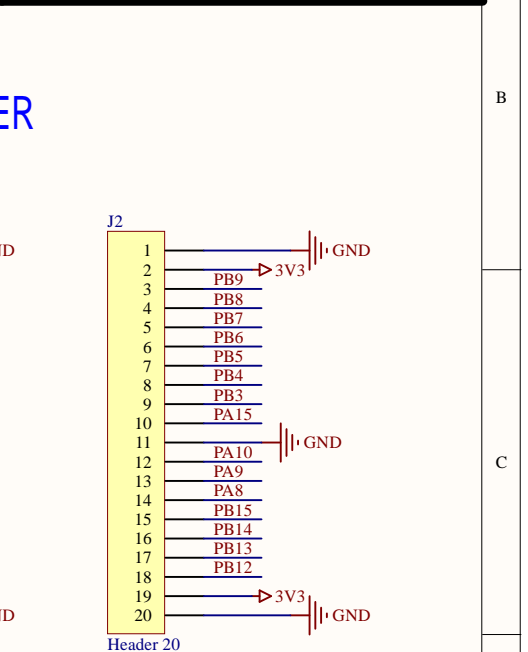 B
ER
J2
ND
1 GND
2 3V3
3 PB9
4 PB8
5 PB7
6 PB6
7 PB5
8 PB4
9 PB3
10 PA15
11 GND
12 PA10
13 PA9
14 PA8
15 PB15
16 PB14
17 PB13
18 PB12
19 3V3
20 GND
ND
C
Header 20